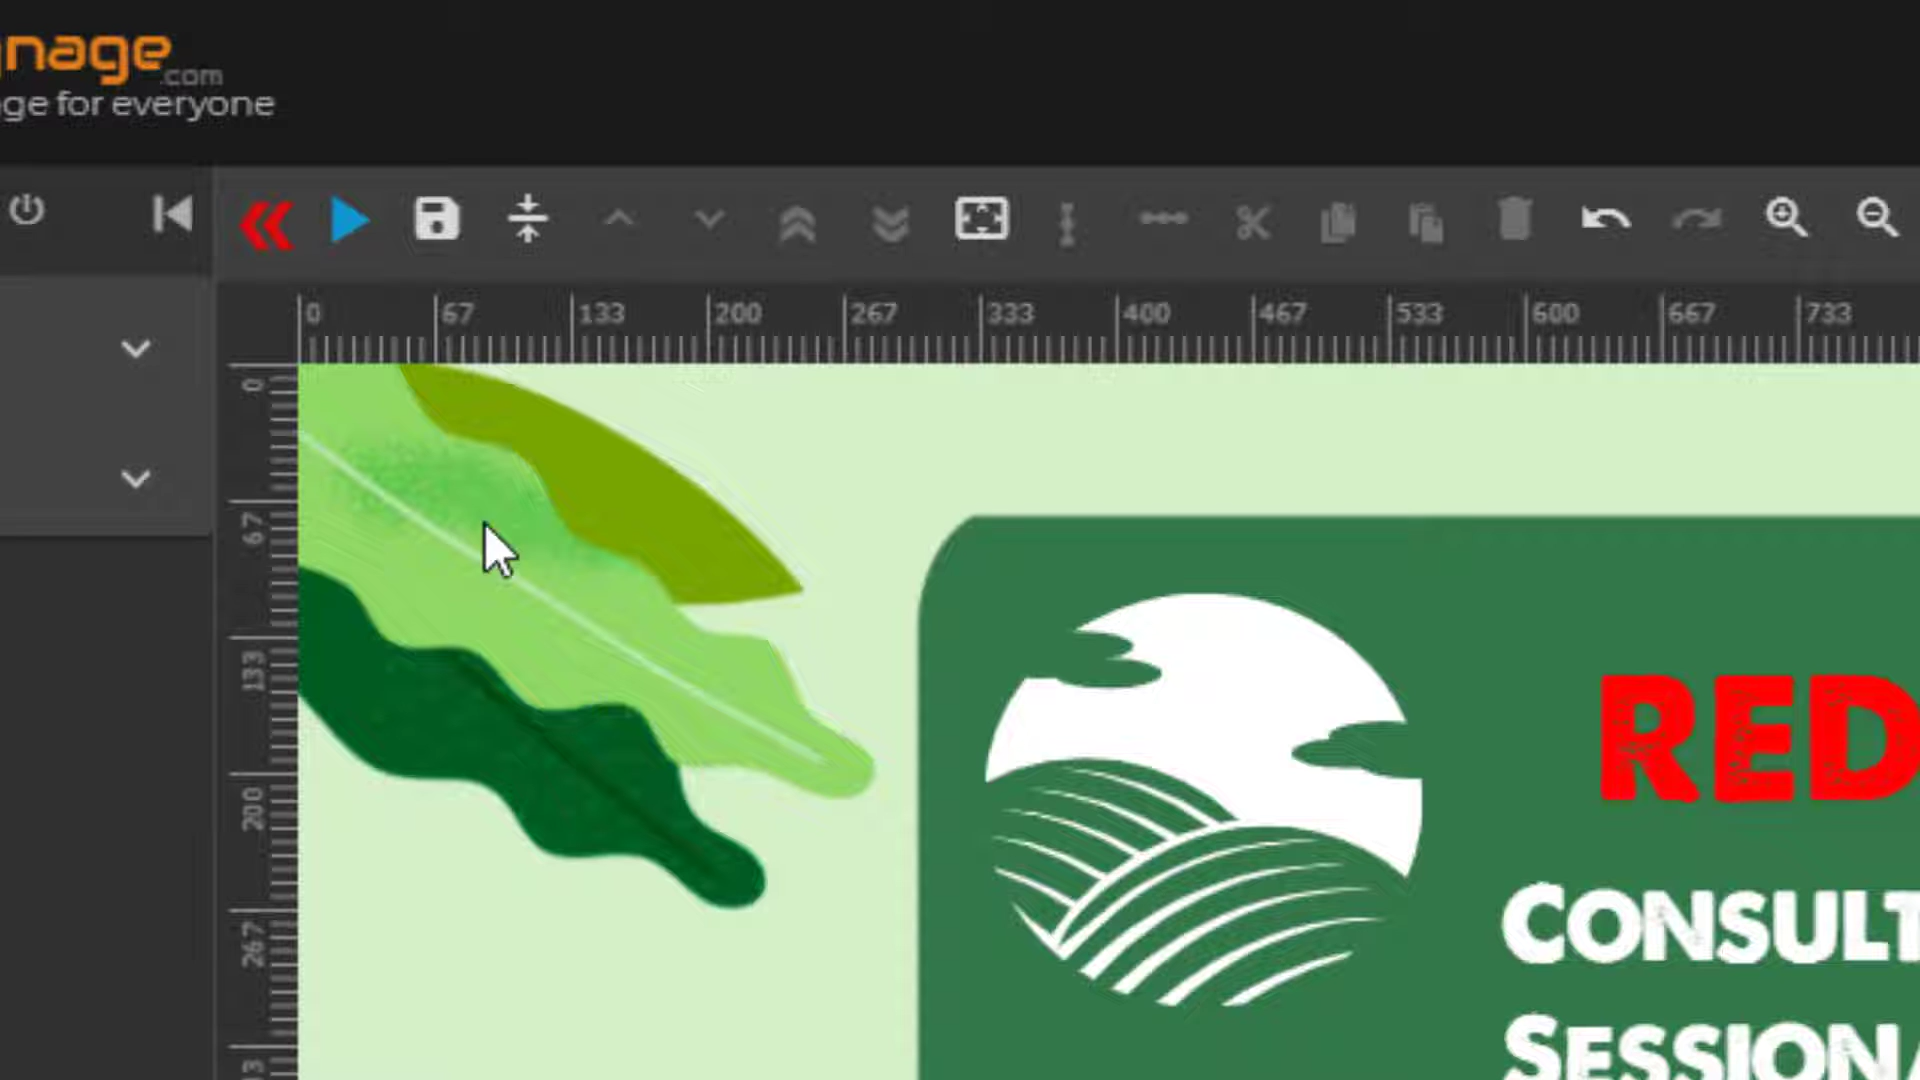 gnage
.com
ge for everyone
0 67 133 200 267 333 400 467 533 600 667 733
0
67
133
200
267
RED
CONSULT
SESSION